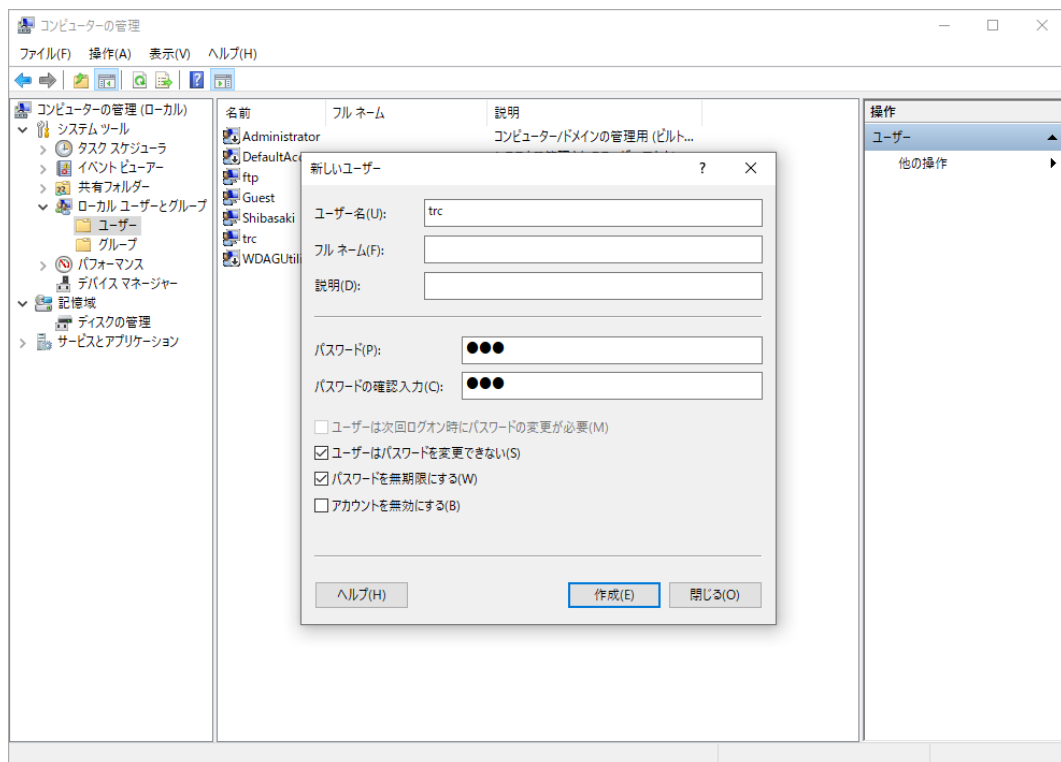 コンピューターの管理
ファイル(F) 操作(A) 表示(V) ヘルプ(H)
コンピューターの管理 (ローカル)
システム ツール
タスク スケジューラ
イベント ビューアー
共有フォルダー
ローカル ユーザーとグループ
ユーザー
グループ
パフォーマンス
デバイス マネージャー
記憶域
ディスクの管理
サービスとアプリケーション
名前 フル ネーム 説明
Administrator コンピューター/ドメインの管理用 (ビルト...
DefaultAcc
ftp
Guest
Shibasaki
trc
WDAGUtili
新しいユーザー
ユーザー名(U): trc
フル ネーム(F):
説明(D):
パスワード(P): ●●●
パスワードの確認入力(C): ●●●
ユーザーは次回ログオン時にパスワードの変更が必要(M)
ユーザーはパスワードを変更できない(S)
パスワードを無期限にする(W)
アカウントを無効にする(B)
ヘルプ(H) 作成(E) 閉じる(O)
操作
ユーザー
他の操作